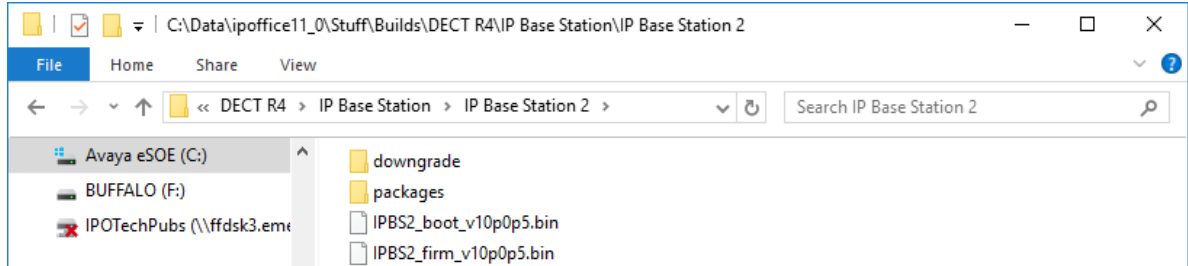 C:\Data\ipoffice11_0\Stuff\Builds\DECT R4\IP Base Station\IP Base Station 2
File Home Share View
« DECT R4 > IP Base Station > IP Base Station 2 > Search IP Base Station 2
Avaya eSOE (C:)
BUFFALO (F:)
IPOTechPubs (\\ffdsk3.eme
downgrade
packages
IPBS2_boot_v10p0p5.bin
IPBS2_firm_v10p0p5.bin